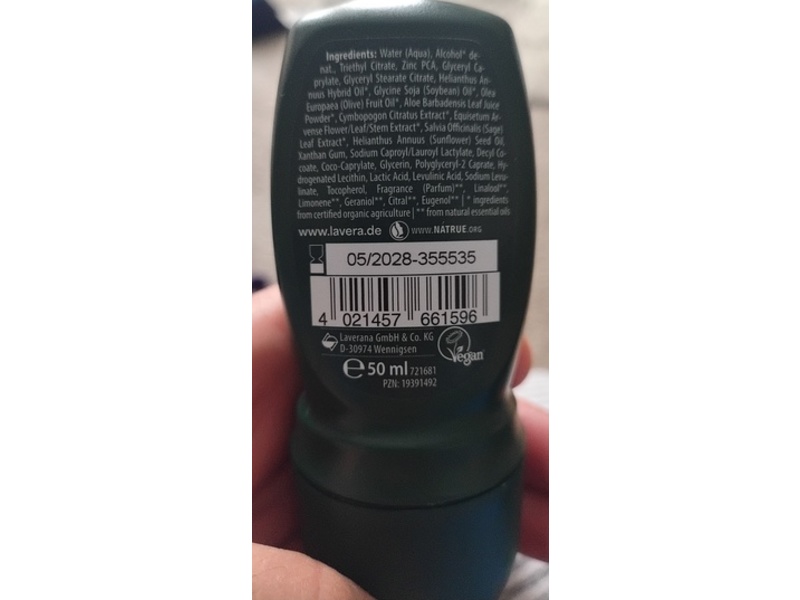 Ingredients: Water (Aqua), Alcohol* de-
nat., Triethyl Citrate, Zinc PCA, Glyceryl Ca-
prylate, Glyceryl Stearate Citrate, Helianthus An-
nuus Hybrid Oil*, Glycine Soja (Soybean) Oil*, Olea
Europaea (Olive) Fruit Oil*, Aloe Barbadensis Leaf Juice
Powder*, Cymbopogon Citratus Extract*, Equisetum Ar-
vense Flower/Leaf/Stem Extract*, Salvia Officinalis (Sage)
Leaf Extract*, Helianthus Annuus (Sunflower) Seed Oil,
Xanthan Gum, Sodium Caproyl/Lauroyl Lactylate, Decyl Co-
coate, Coco-Caprylate, Glycerin, Polyglyceryl-2 Caprate, Hy-
drogenated Lecithin, Lactic Acid, Levulinic Acid, Sodium Levu-
linate, Tocopherol, Fragrance (Parfum)**, Linalool**,
Limonene**, Geraniol**, Citral**, Eugenol** | * ingredients
from certified organic agriculture | ** from natural essential oils
www.lavera.de www.NATRUE.ORG
05/2028-355535
4 021457 661596
Laverana GmbH & Co. KG
D-30974 Wennigsen
Vegan
e 50 ml 721681
PZN: 19391492